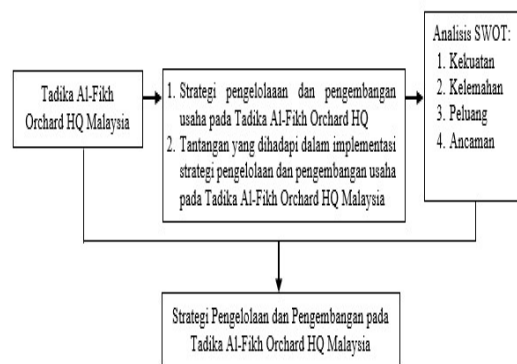 Tadika Al-Fikh
Orchard HQ Malaysia
1. Strategi pengelolaaan dan pengembangan
usaha pada Tadika Al-Fikh Orchard HQ
2. Tantangan yang dihadapi dalam implementasi
strategi pengelolaan dan pengembangan usaha
pada Tadika Al-Fikh Orchard HQ Malaysia
Analisis SWOT:
1. Kekuatan
2. Kelemahan
3. Peluang
4. Ancaman
Strategi Pengelolaan dan Pengembangan pada
Tadika Al-Fikh Orchard HQ Malaysia